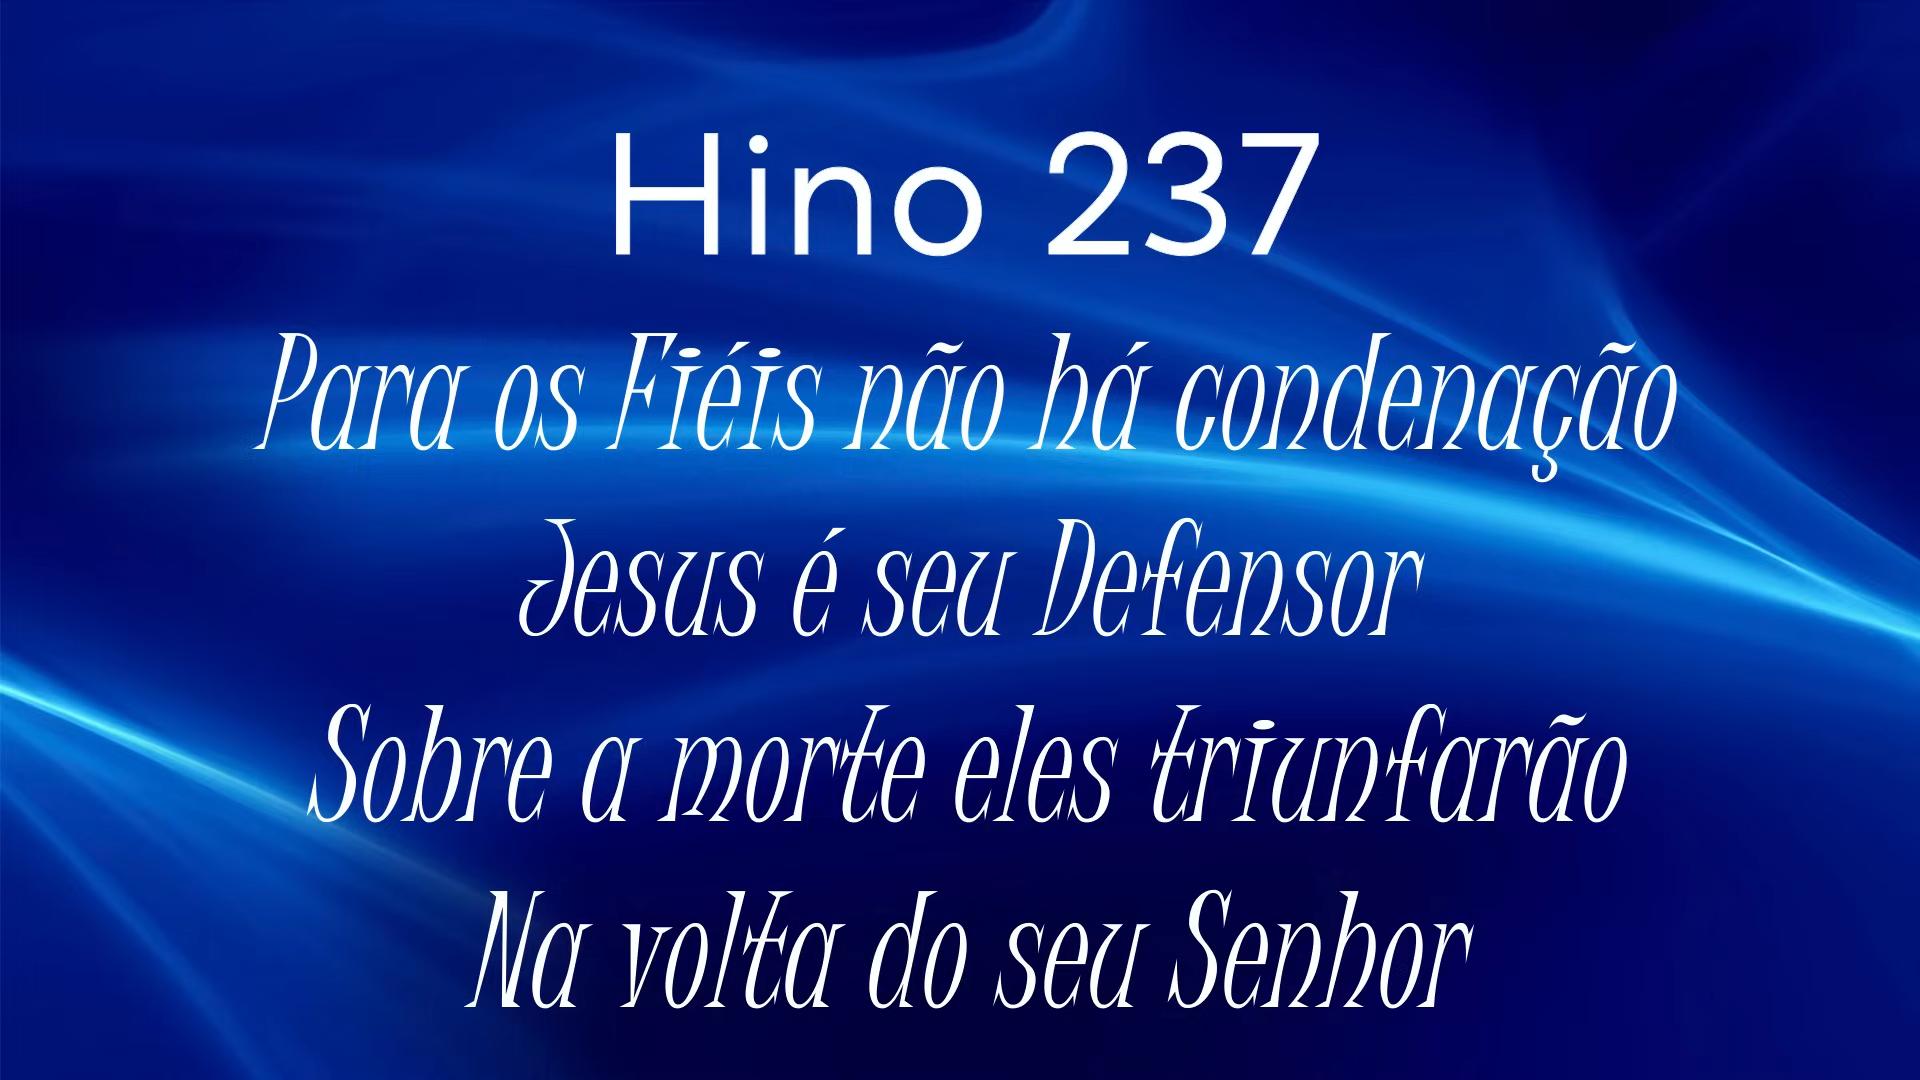 Hino 237
Para os Fiéis não há condenação
Jesus é seu Defensor
Sobre a morte eles triunfarão
Na volta do seu Senhor